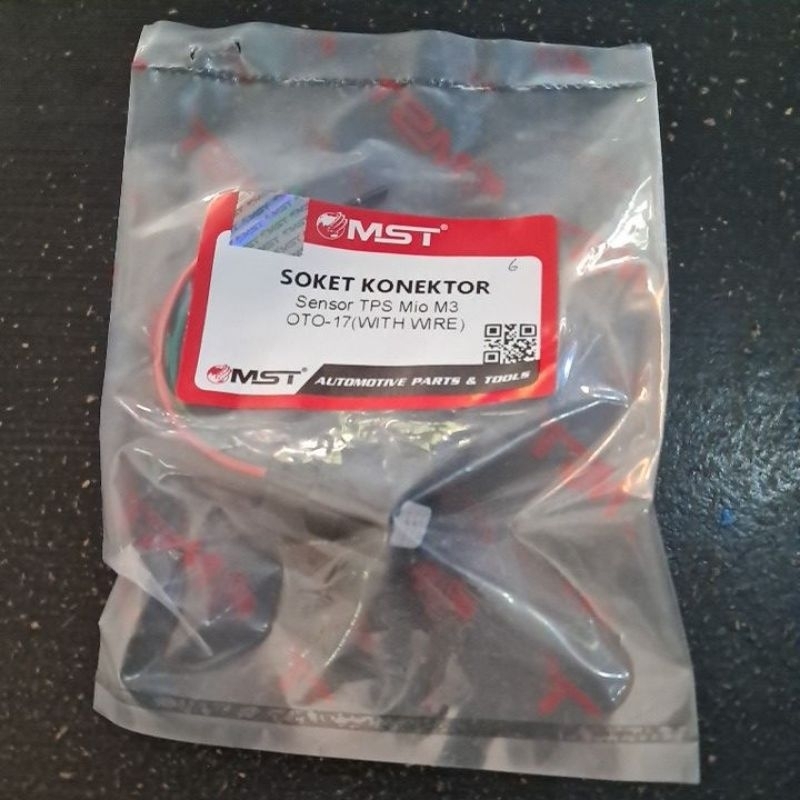 MST®
SOKET KONEKTOR
6
Sensor TPS Mio M3
OTO-17(WITH WIRE)
MST® AUTOMOTIVE PARTS & TOOLS